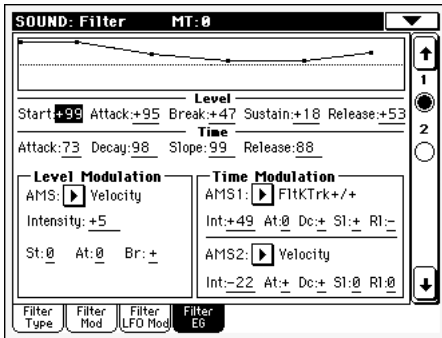 SOUND: Filter MT:0
Level
Start:+99 Attack:+95 Break:+47 Sustain:+18 Release:+53
Time
Attack:73 Decay:98 Slope:99 Release:88
Level Modulation
AMS: Velocity
Intensity:+5
St:0 At:0 Br:+
Time Modulation
AMS1: FltKTrk+/+
Int:+49 At:0 Dc:+ Sl:+ Rl:-
AMS2: Velocity
Int:-22 At:+ Dc:+ Sl:0 Rl:0
1
2
Filter Type
Filter Mod
Filter LFO Mod
Filter EG